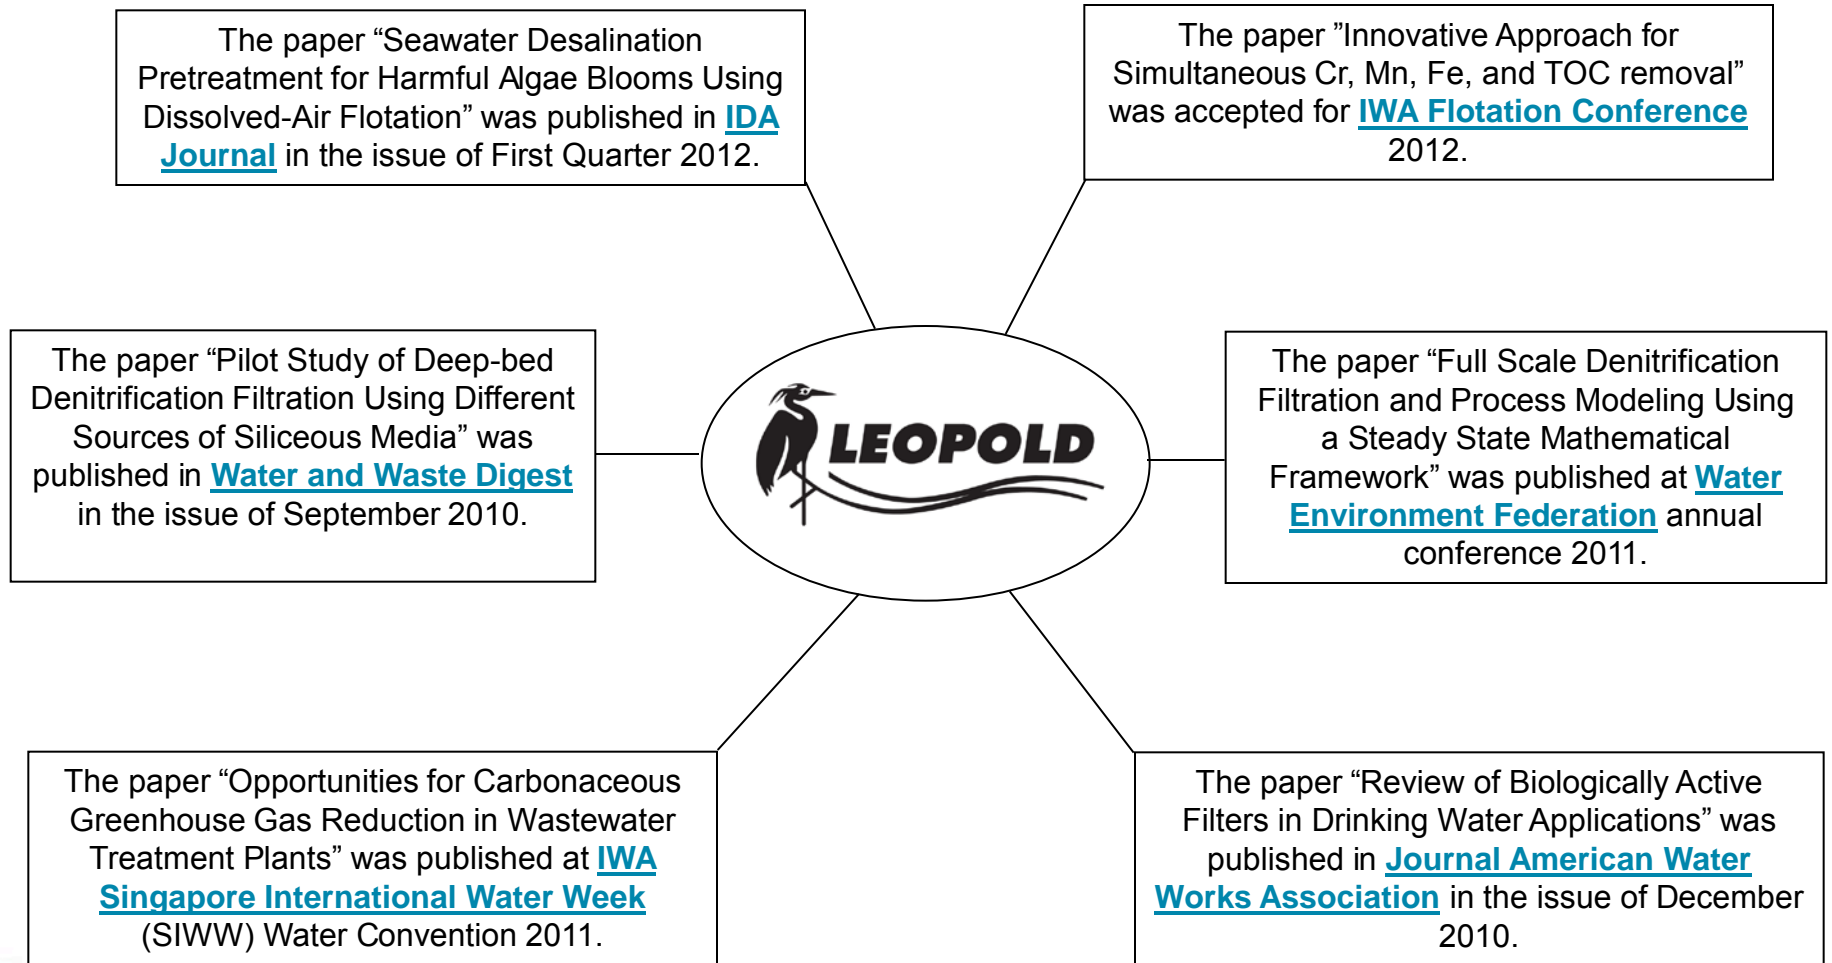 The paper “Seawater Desalination
Pretreatment for Harmful Algae Blooms Using
Dissolved-Air Flotation” was published in IDA
Journal in the issue of First Quarter 2012.
The paper ”Innovative Approach for
Simultaneous Cr, Mn, Fe, and TOC removal”
was accepted for IWA Flotation Conference
2012.
The paper “Pilot Study of Deep-bed
Denitrification Filtration Using Different
Sources of Siliceous Media” was
published in Water and Waste Digest
in the issue of September 2010.
LEOPOLD
The paper “Full Scale Denitrification
Filtration and Process Modeling Using
a Steady State Mathematical
Framework” was published at Water
Environment Federation annual
conference 2011.
The paper “Opportunities for Carbonaceous
Greenhouse Gas Reduction in Wastewater
Treatment Plants” was published at IWA
Singapore International Water Week
(SIWW) Water Convention 2011.
The paper “Review of Biologically Active
Filters in Drinking Water Applications” was
published in Journal American Water
Works Association in the issue of December
2010.